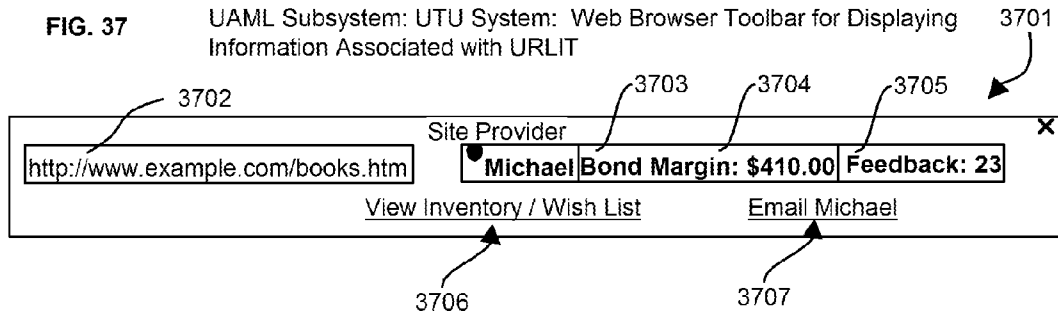 FIG. 37
UAML Subsystem: UTU System: Web Browser Toolbar for Displaying
Information Associated with URLIT
3701
3702
3703
3704
3705
Site Provider
http://www.example.com/books.htm
Michael
Bond Margin: $410.00
Feedback: 23
View Inventory / Wish List
Email Michael
3706
3707